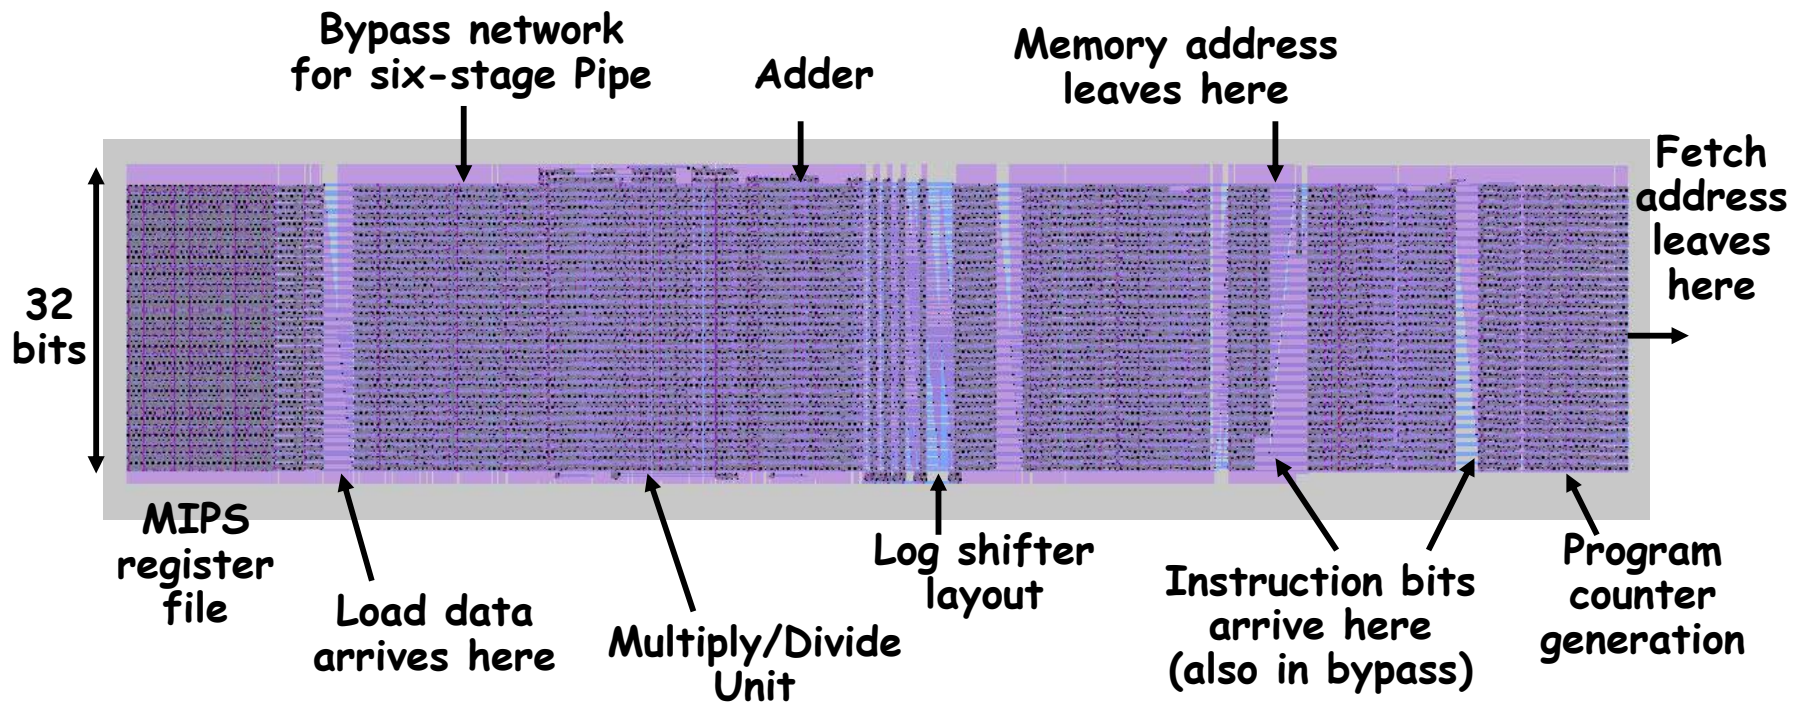 Bypass network
for six-stage Pipe
Adder
Memory address
leaves here
Fetch
address
leaves
here
32
bits
MIPS
register
file
Load data
arrives here
Multiply/Divide
Unit
Log shifter
layout
Instruction bits
arrive here
(also in bypass)
Program
counter
generation